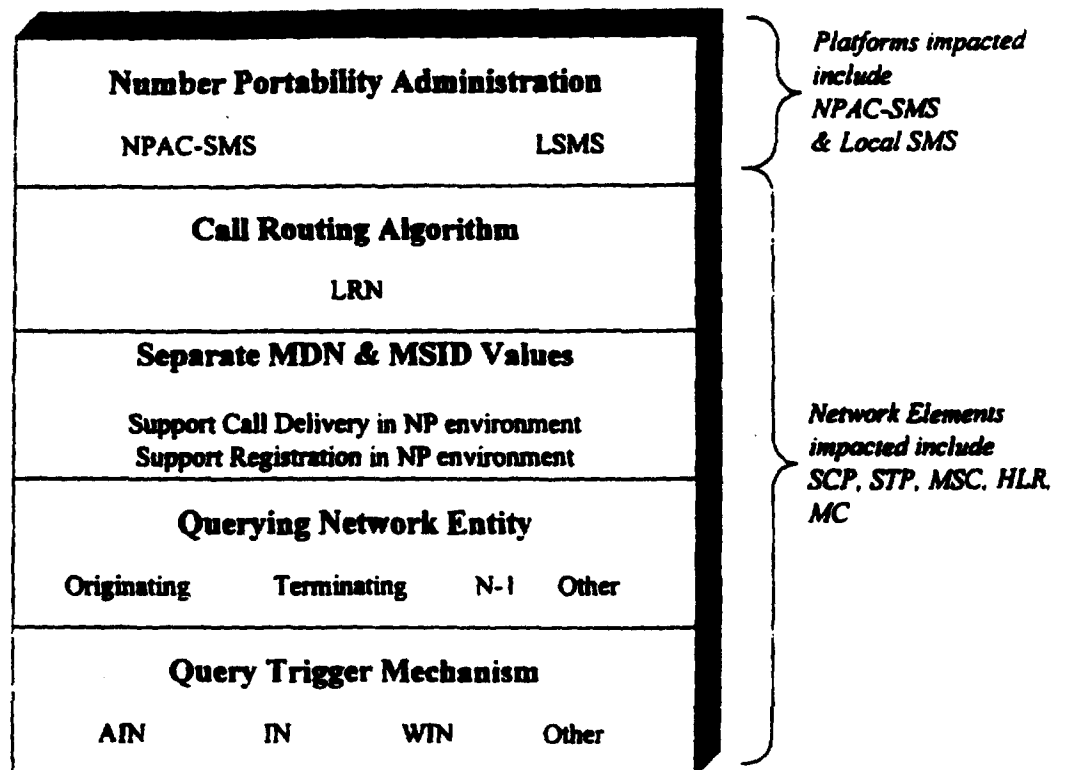 Number Portability Administration
NPAC-SMS LSMS
Call Routing Algorithm
LRN
Separate MDN & MSID Values
Support Call Delivery in NP environment
Support Registration in NP environment
Querying Network Entity
Originating Terminating N-1 Other
Query Trigger Mechanism
AIN IN WIN Other
Platforms impacted
include
NPAC-SMS
& Local SMS
Network Elements
impacted include
SCP, STP, MSC, HLR,
MC